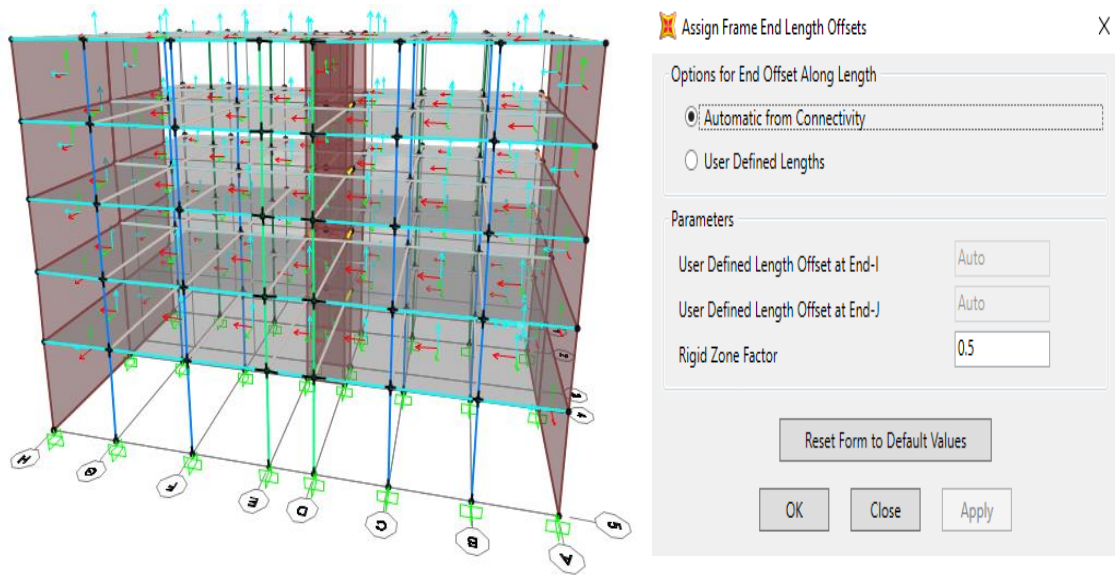 Assign Frame End Length Offsets
X
Options for End Offset Along Length
Automatic from Connectivity
User Defined Lengths
Parameters
User Defined Length Offset at End-I
Auto
User Defined Length Offset at End-J
Auto
Rigid Zone Factor
0.5
Reset Form to Default Values
OK
Close
Apply
H
G
F
E
D
C
B
A
5
4
3